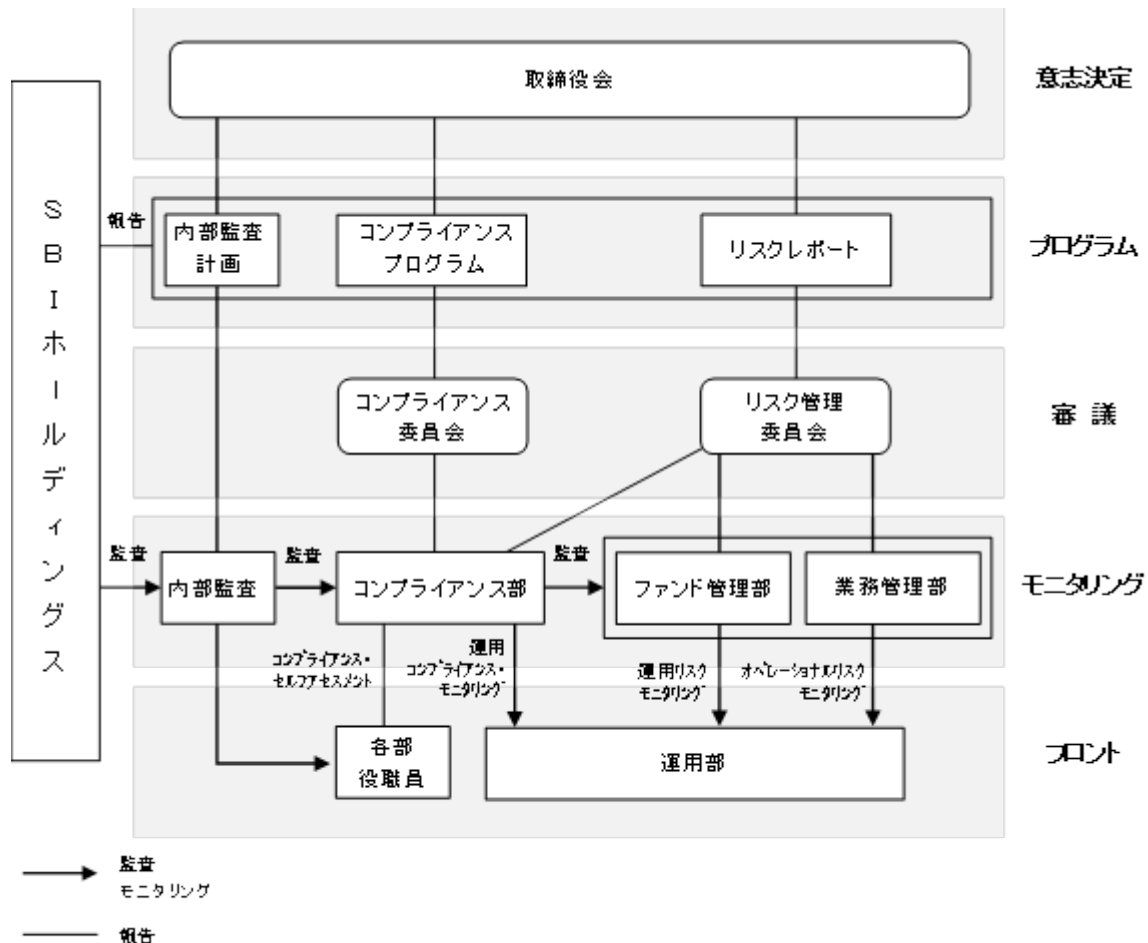 取締役会
意志決定
SBIホールディングス
報告
内部監査
計画
コンプライアンス
プログラム
リスクレポート
プログラム
コンプライアンス
委員会
リスク管理
委員会
審 議
監査
内部監査
監査
コンプライアンス部
監査
ファンド管理部
業務管理部
モニタリング
コンプライアンス・
セルフアセスメント
運用
コンプライアンス・
モニタリング
運用リスク
モニタリング
オペレーショナルリスク
モニタリング
各部
役職員
運用部
フロント
監査
モニタリング
報告